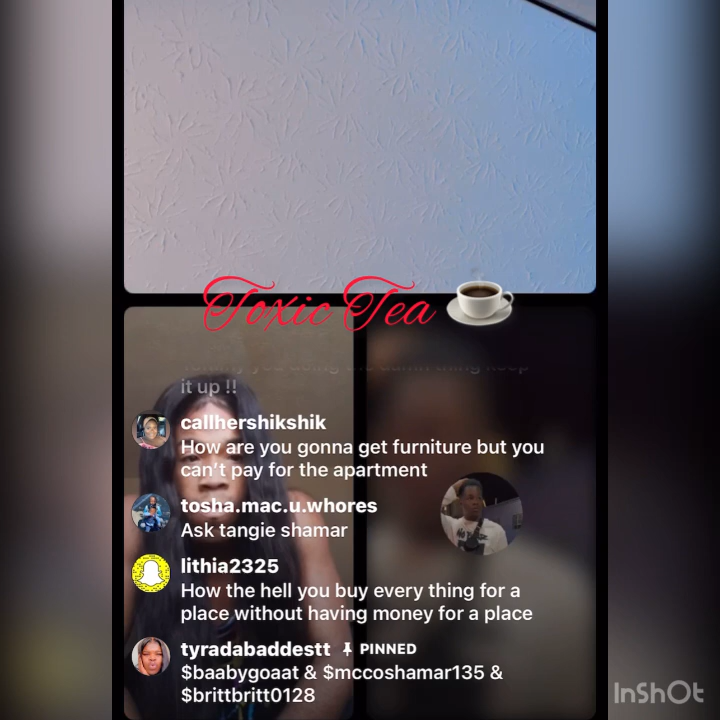 Toxic Tea
it up !!
callhershikshik
How are you gonna get furniture but you
can't pay for the apartment
tosha.mac.u.whores
Ask tangie shamar
lithia2325
How the hell you buy every thing for a
place without having money for a place
tyradabaddestt PINNED
$baabygoaat & $mccoshamar135 &
$brittbritt0128
InShOt